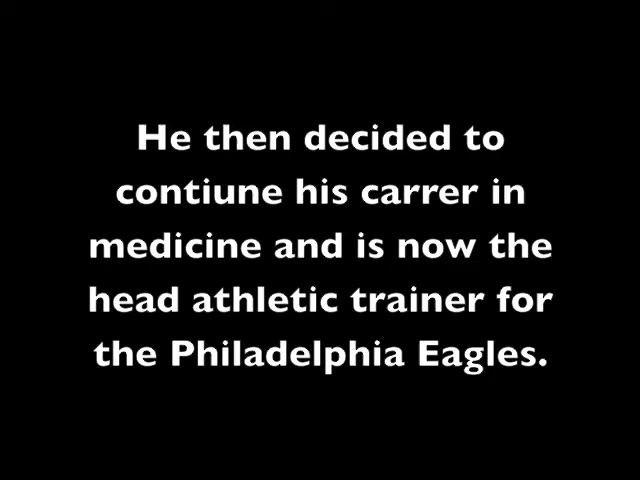 He then decided to
contiune his carrer in
medicine and is now the
head athletic trainer for
the Philadelphia Eagles.